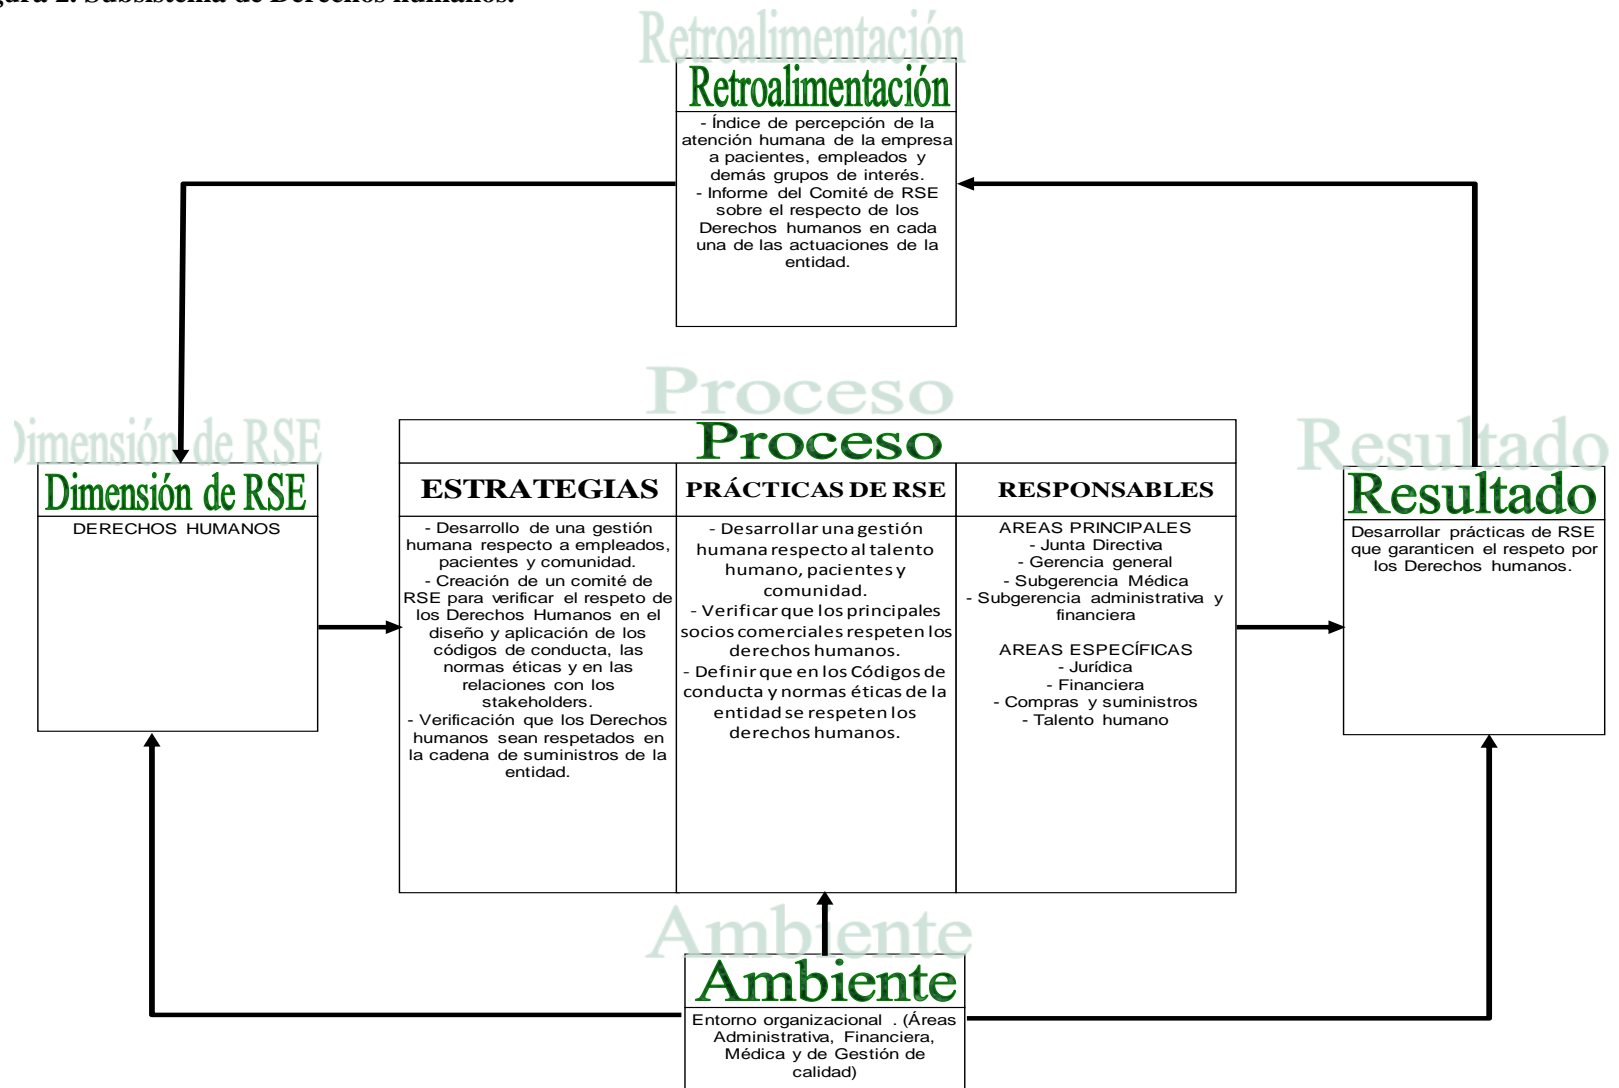 gura 2. Subsistema de Derechos humanos.
Retroalimentación
- Índice de percepción de la
atención humana de la empresa
a pacientes, empleados y
demás grupos de interés.
- Informe del Comité de RSE
sobre el respecto de los
Derechos humanos en cada
una de las actuaciones de la
entidad.
Dimensión de RSE
DERECHOS HUMANOS
Proceso
ESTRATEGIAS
- Desarrollo de una gestión
humana respecto a empleados,
pacientes y comunidad.
- Creación de un comité de
RSE para verificar el respeto de
los Derechos Humanos en el
diseño y aplicación de los
códigos de conducta, las
normas éticas y en las
relaciones con los
stakeholders.
- Verificación que los Derechos
humanos sean respetados en
la cadena de suministros de la
entidad.
PRÁCTICAS DE RSE
- Desarrollar una gestión
humana respecto al talento
humano, pacientes y
comunidad.
- Verificar que los principales
socios comerciales respeten los
derechos humanos.
- Definir que en los Códigos de
conducta y normas éticas de la
entidad se respeten los
derechos humanos.
RESPONSABLES
AREAS PRINCIPALES
- Junta Directiva
- Gerencia general
- Subgerencia Médica
- Subgerencia administrativa y
financiera
AREAS ESPECÍFICAS
- Jurídica
- Financiera
- Compras y suministros
- Talento humano
Resultado
Desarrollar prácticas de RSE
que garanticen el respeto por
los Derechos humanos.
Ambiente
Entorno organizacional . (Áreas
Administrativa, Financiera,
Médica y de Gestión de
calidad)